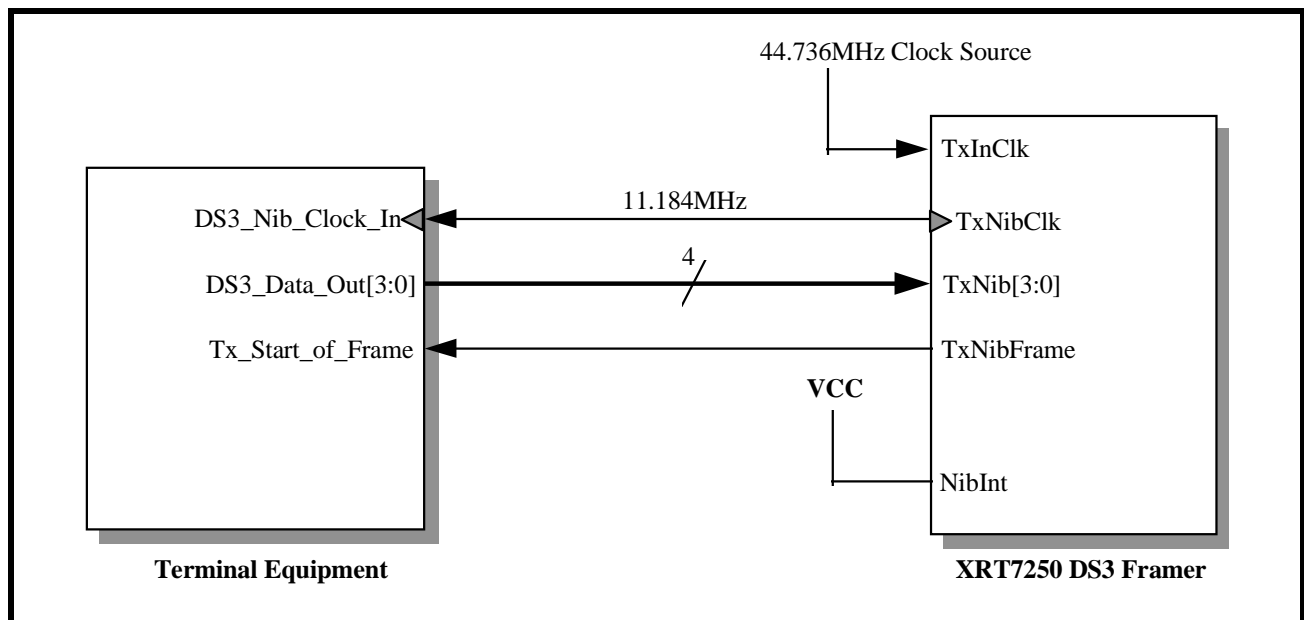 44.736MHz Clock Source
TxInClk
DS3_Nib_Clock_In
11.184MHz
TxNibClk
4
DS3_Data_Out[3:0]
TxNib[3:0]
Tx_Start_of_Frame
TxNibFrame
VCC
NibInt
Terminal Equipment
XRT7250 DS3 Framer